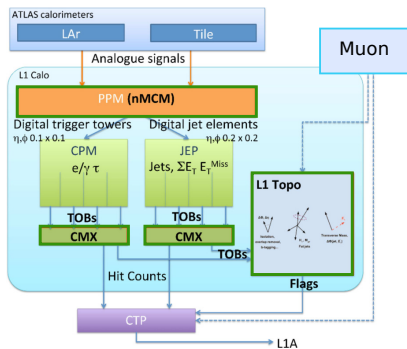 ATLAS calorimeters
LAr
Tile
Muon
Analogue signals
L1 Calo
PPM (nMCM)
Digital trigger towers
η,ϕ 0.1 x 0.1
Digital jet elements
η,ϕ 0.2 x 0.2
CPM
e/γ τ
JEP
Jets, ΣE_T E_T^Miss
L1 Topo
TOBs
TOBs
CMX
CMX
TOBs
Hit Counts
Flags
CTP
L1A